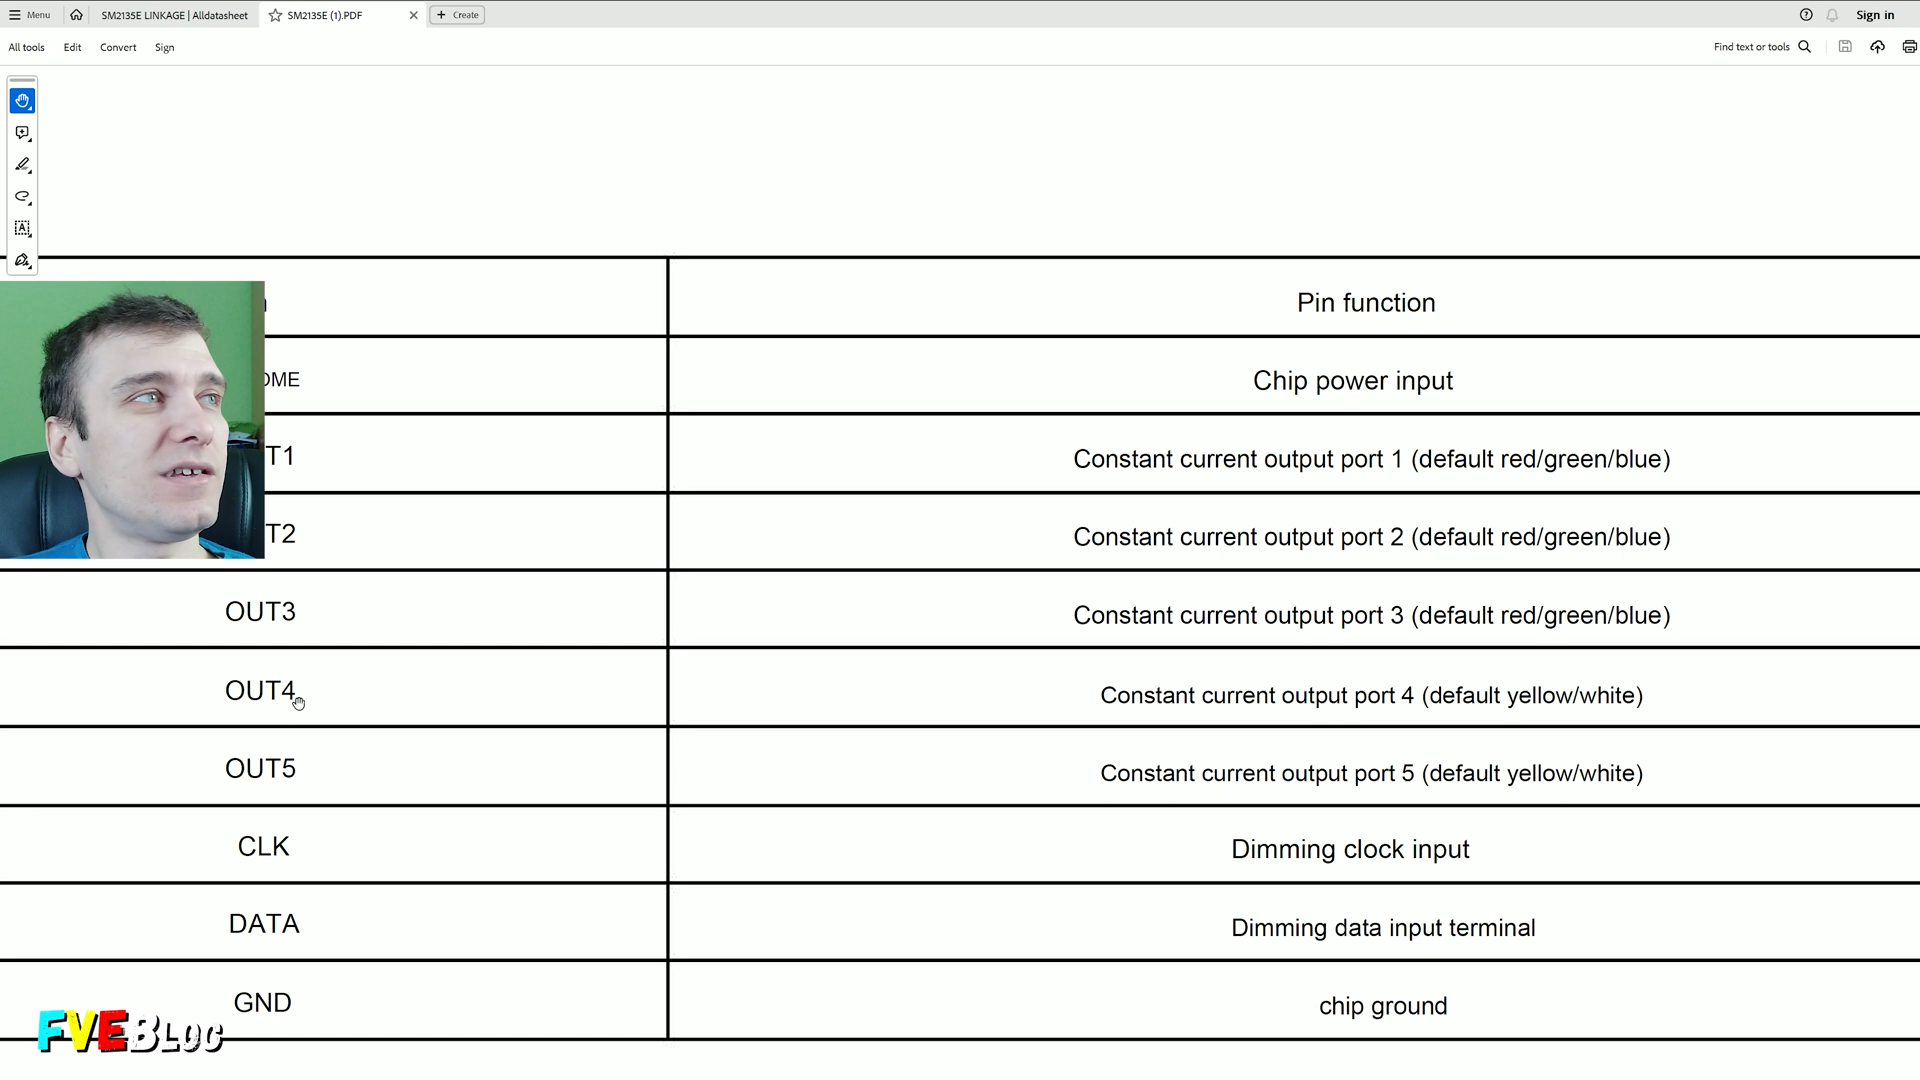 Menu
SM2135E LINKAGE | Alldatasheet
SM2135E (1).PDF
Create
Sign in
All tools
Edit
Convert
Sign
Find text or tools
Pin function
OME
Chip power input
T1
Constant current output port 1 (default red/green/blue)
T2
Constant current output port 2 (default red/green/blue)
OUT3
Constant current output port 3 (default red/green/blue)
OUT4
Constant current output port 4 (default yellow/white)
OUT5
Constant current output port 5 (default yellow/white)
CLK
Dimming clock input
DATA
Dimming data input terminal
GND
chip ground
FVEBLOG